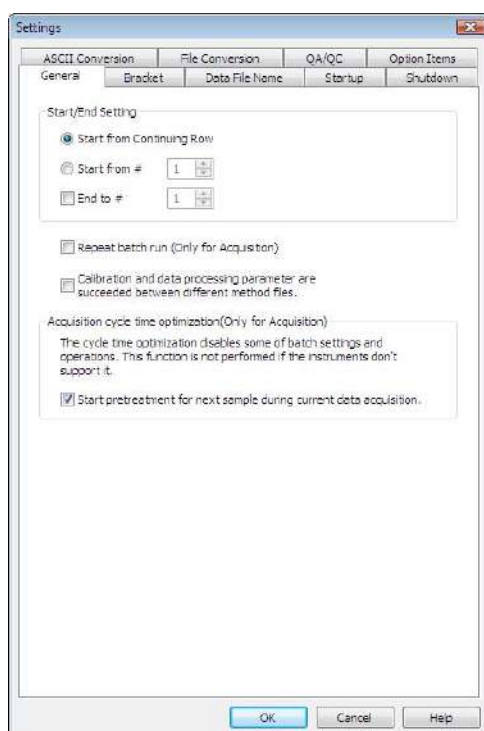 Settings
ASCII Conversion File Conversion QA/QC Option Items
General Bracket Data File Name Startup Shutdown
Start/End Setting
Start from Continuing Row
Start from # 1
End to # 1
Repeat batch run (Only for Acquisition)
Calibration and data processing parameter are
succeeded between different method files.
Acquisition cycle time optimization(Only for Acquisition)
The cycle time optimization disables some of batch settings and
operations. This function is not performed if the instruments don't
support it.
Start pretreatment for next sample during current data acquisition.
OK Cancel Help